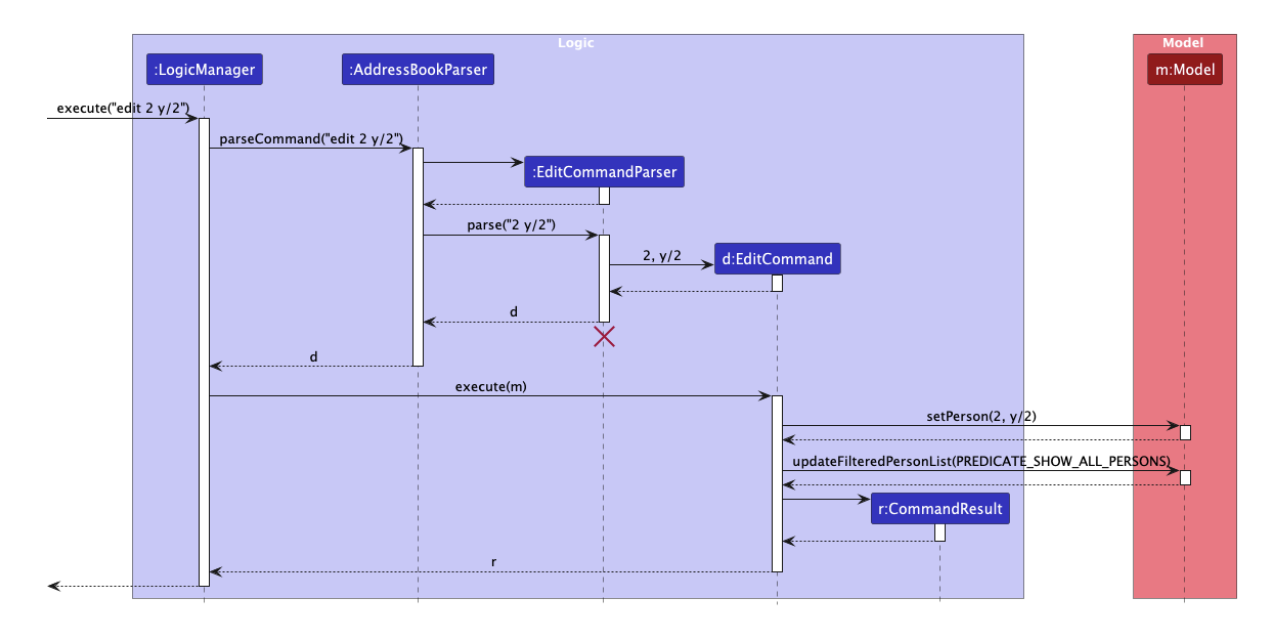 Logic
Model
:LogicManager
:AddressBookParser
m:Model
execute("edit 2 y/2")
parseCommand("edit 2 y/2")
:EditCommandParser
parse("2 y/2")
2, y/2
d:EditCommand
d
d
execute(m)
setPerson(2, y/2)
updateFilteredPersonList(PREDICATE_SHOW_ALL_PERSONS)
r:CommandResult
r